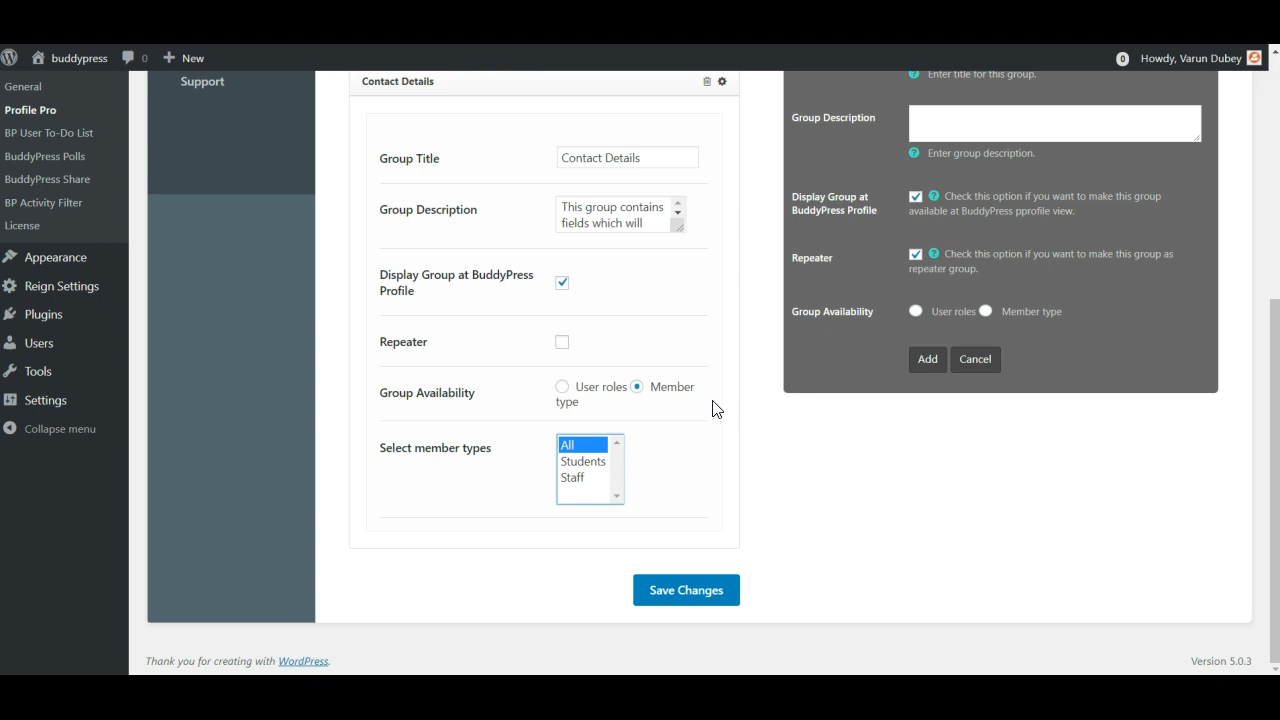 buddypress 0 New 0 Howdy, Varun Dubey
General
Profile Pro
BP User To-Do List
BuddyPress Polls
BuddyPress Share
BP Activity Filter
License
Appearance
Reign Settings
Plugins
Users
Tools
Settings
Collapse menu
Support
Contact Details
Group Title
Contact Details
Group Description
This group contains
fields which will
Display Group at BuddyPress
Profile
Repeater
Group Availability
User roles Member
type
Select member types
All
Students
Staff
Save Changes
Enter title for this group.
Group Description
Enter group description.
Display Group at
BuddyPress Profile
Check this option if you want to make this group
available at BuddyPress pprofile view.
Repeater
Check this option if you want to make this group as
repeater group.
Group Availability
User roles Member type
Add Cancel
Thank you for creating with WordPress.
Version 5.0.3